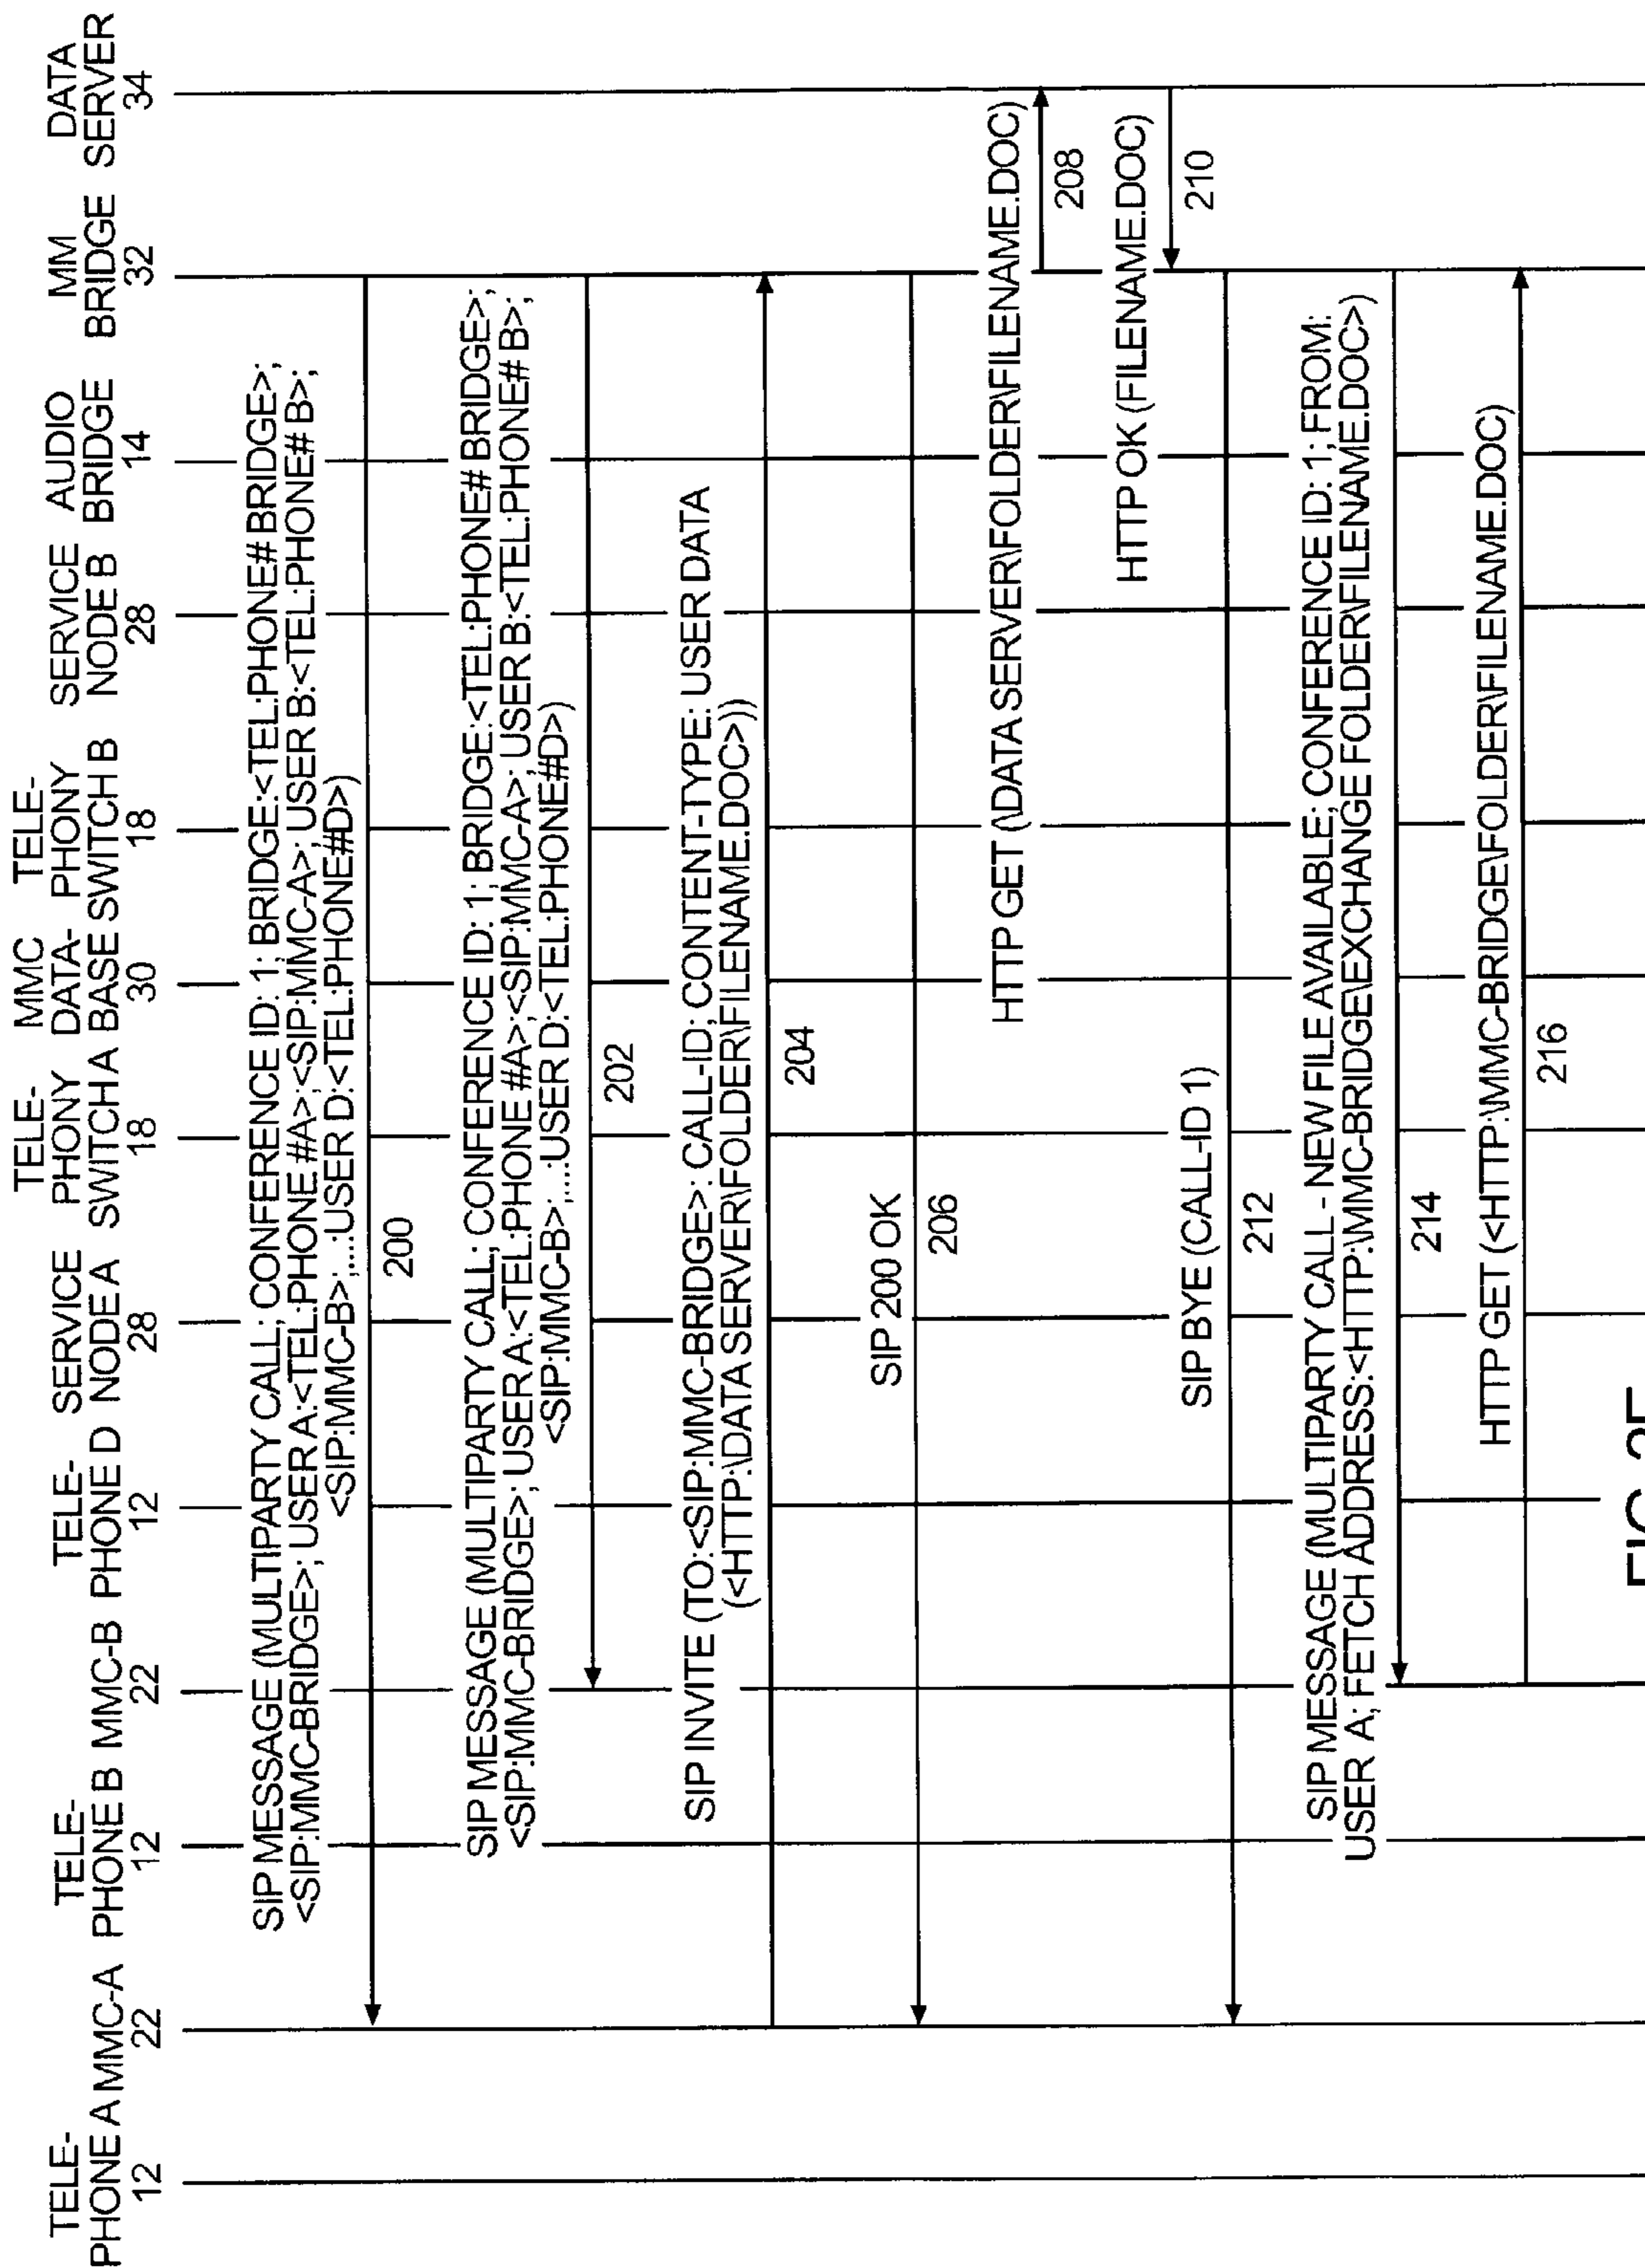 TELE- MMC TELE-
TELE- TELE- TELE- SERVICE PHONY DATA- PHONY SERVICE AUDIO MM DATA
PHONE A MMC-A PHONE B MMC-B PHONE D NODE A SWITCH A BASE SWITCH B NODE B BRIDGE BRIDGE SERVER
12 22 12 22 12 28 18 30 18 28 14 32 34
SIP MESSAGE (MULTIPARTY CALL; CONFERENCE ID: 1; BRIDGE:<TEL:PHONE# BRIDGE>;
<SIP:MMC-BRIDGE>; USER A:<TEL:PHONE #A>;<SIP:MMC-A>; USER B:<TEL:PHONE# B>;
<SIP:MMC-B>;...:USER D:<TEL:PHONE#D>)
200
SIP MESSAGE (MULTIPARTY CALL; CONFERENCE ID: 1; BRIDGE:<TEL:PHONE# BRIDGE>;
<SIP:MMC-BRIDGE>; USER A:<TEL:PHONE #A>;<SIP:MMC-A>; USER B:<TEL:PHONE# B>;
<SIP:MMC-B>;...:USER D:<TEL:PHONE#D>)
202
SIP INVITE (TO:<SIP:MMC-BRIDGE>: CALL-ID; CONTENT-TYPE: USER DATA
(<HTTP:\DATA SERVER\FOLDER\FILENAME.DOC>))
204
SIP 200 OK
206
HTTP GET (\DATA SERVER\FOLDER\FILENAME.DOC)
208
HTTP OK (FILENAME.DOC)
210
SIP BYE (CALL-ID 1)
212
SIP MESSAGE (MULTIPARTY CALL - NEW FILE AVAILABLE; CONFERENCE ID: 1; FROM:
USER A; FETCH ADDRESS:<HTTP:\MMC-BRIDGE\EXCHANGE FOLDER\FILENAME.DOC>)
214
HTTP GET (<HTTP:\MMC-BRIDGE\FOLDER\FILENAME.DOC)
216